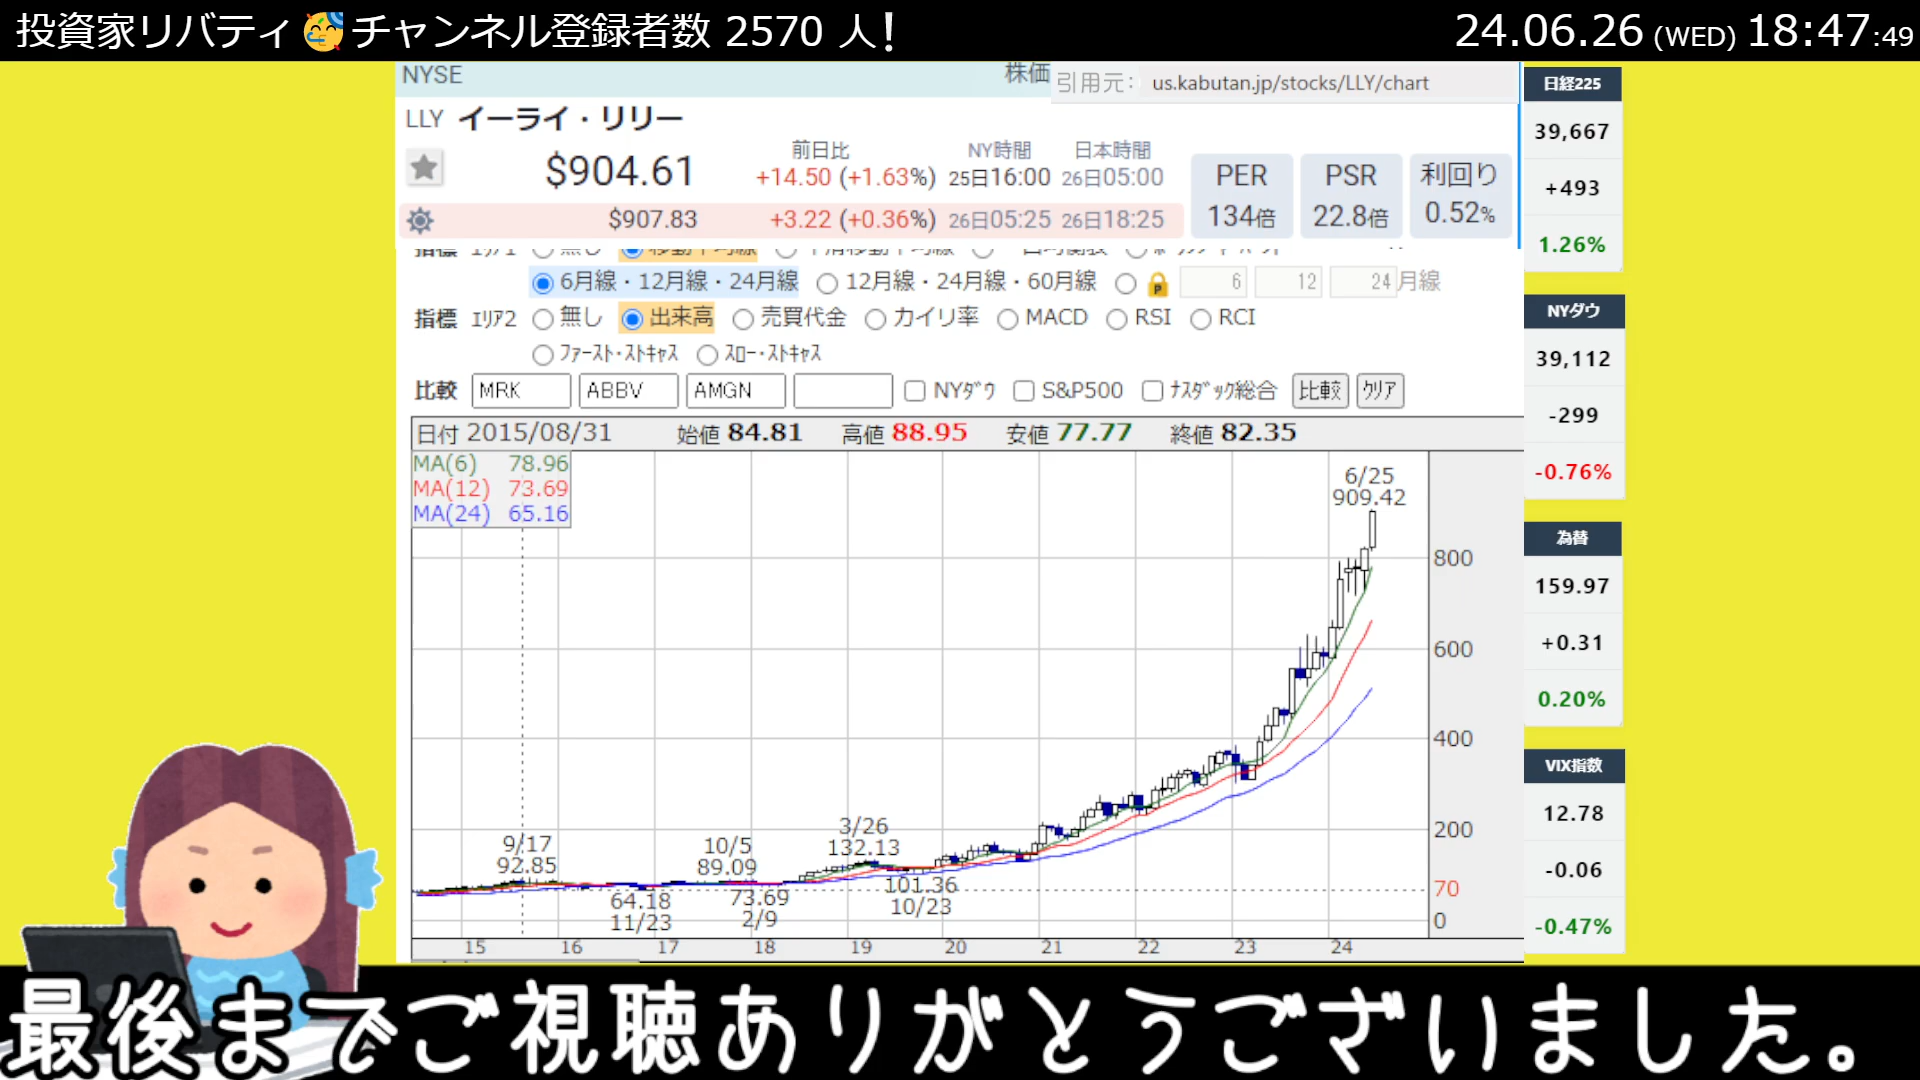 投資家リバティ🥳チャンネル登録者数 2570 人!
24.06.26 (WED) 18:47:49
NYSE
株価
引用元: us.kabutan.jp/stocks/LLY/chart
LLY イーライ・リリー
前日比 NY時間 日本時間
$904.61 +14.50 (+1.63%) 25日16:00 26日05:00
$907.83 +3.22 (+0.36%) 26日05:25 26日18:25
PER
134倍
PSR
22.8倍
利回り
0.52%
6月線・12月線・24月線 12月線・24月線・60月線 6 12 24 月線
指標 ｴﾘｱ2 無し 出来高 売買代金 カイリ率 MACD RSI RCI
ﾌｧｰｽﾄ・ｽﾄｷｬｽ ｽﾛｰ・ｽﾄｷｬｽ
比較 MRK ABBV AMGN NYﾀﾞｳ S&P500 ﾅｽﾀﾞｯｸ総合 比較 ｸﾘｱ
日付 2015/08/31 始値 84.81 高値 88.95 安値 77.77 終値 82.35
MA(6) 78.96
MA(12) 73.69
MA(24) 65.16
6/25
909.42
9/17
92.85
10/5
89.09
3/26
132.13
64.18
11/23
73.69
2/9
101.36
10/23
800
600
400
200
70
0
15 16 17 18 19 20 21 22 23 24
日経225
39,667
+493
1.26%
NYダウ
39,112
-299
-0.76%
為替
159.97
+0.31
0.20%
VIX指数
12.78
-0.06
-0.47%
最後までご視聴ありがとうございました。